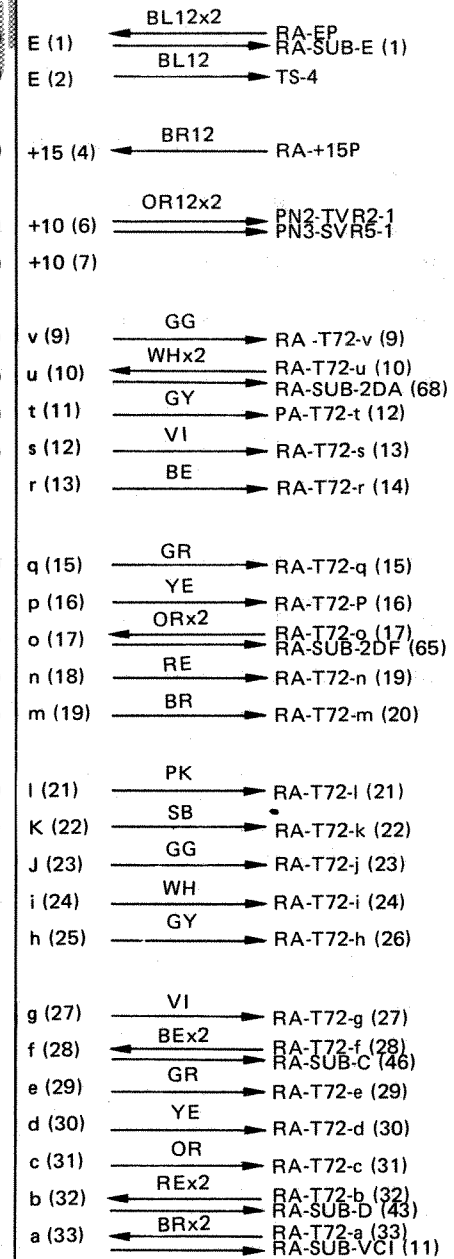 BL12x2
E (1) RA-EP
RA-SUB-E (1)
BL12
E (2) TS-4
BR12
+15 (4) RA-+15P
OR12x2
+10 (6) PN2-TVR2-1
PN3-SVR5-1
+10 (7)
GG
v (9) RA -T72-v (9)
WHx2
u (10) RA-T72-u (10)
RA-SUB-2DA (68)
GY
t (11) PA-T72-t (12)
VI
s (12) RA-T72-s (13)
BE
r (13) RA-T72-r (14)
GR
q (15) RA-T72-q (15)
YE
p (16) RA-T72-P (16)
ORx2
o (17) RA-T72-o (17)
RA-SUB-2DF (65)
RE
n (18) RA-T72-n (19)
BR
m (19) RA-T72-m (20)
PK
l (21) RA-T72-l (21)
SB
K (22) RA-T72-k (22)
GG
J (23) RA-T72-j (23)
WH
i (24) RA-T72-i (24)
GY
h (25) RA-T72-h (26)
VI
g (27) RA-T72-g (27)
BEx2
f (28) RA-T72-f (28)
RA-SUB-C (46)
GR
e (29) RA-T72-e (29)
YE
d (30) RA-T72-d (30)
OR
c (31) RA-T72-c (31)
REx2
b (32) RA-T72-b (32)
RA-SUB-D (43)
BRx2
a (33) RA-T72-a (33)
RA-SUB-VCI (11)